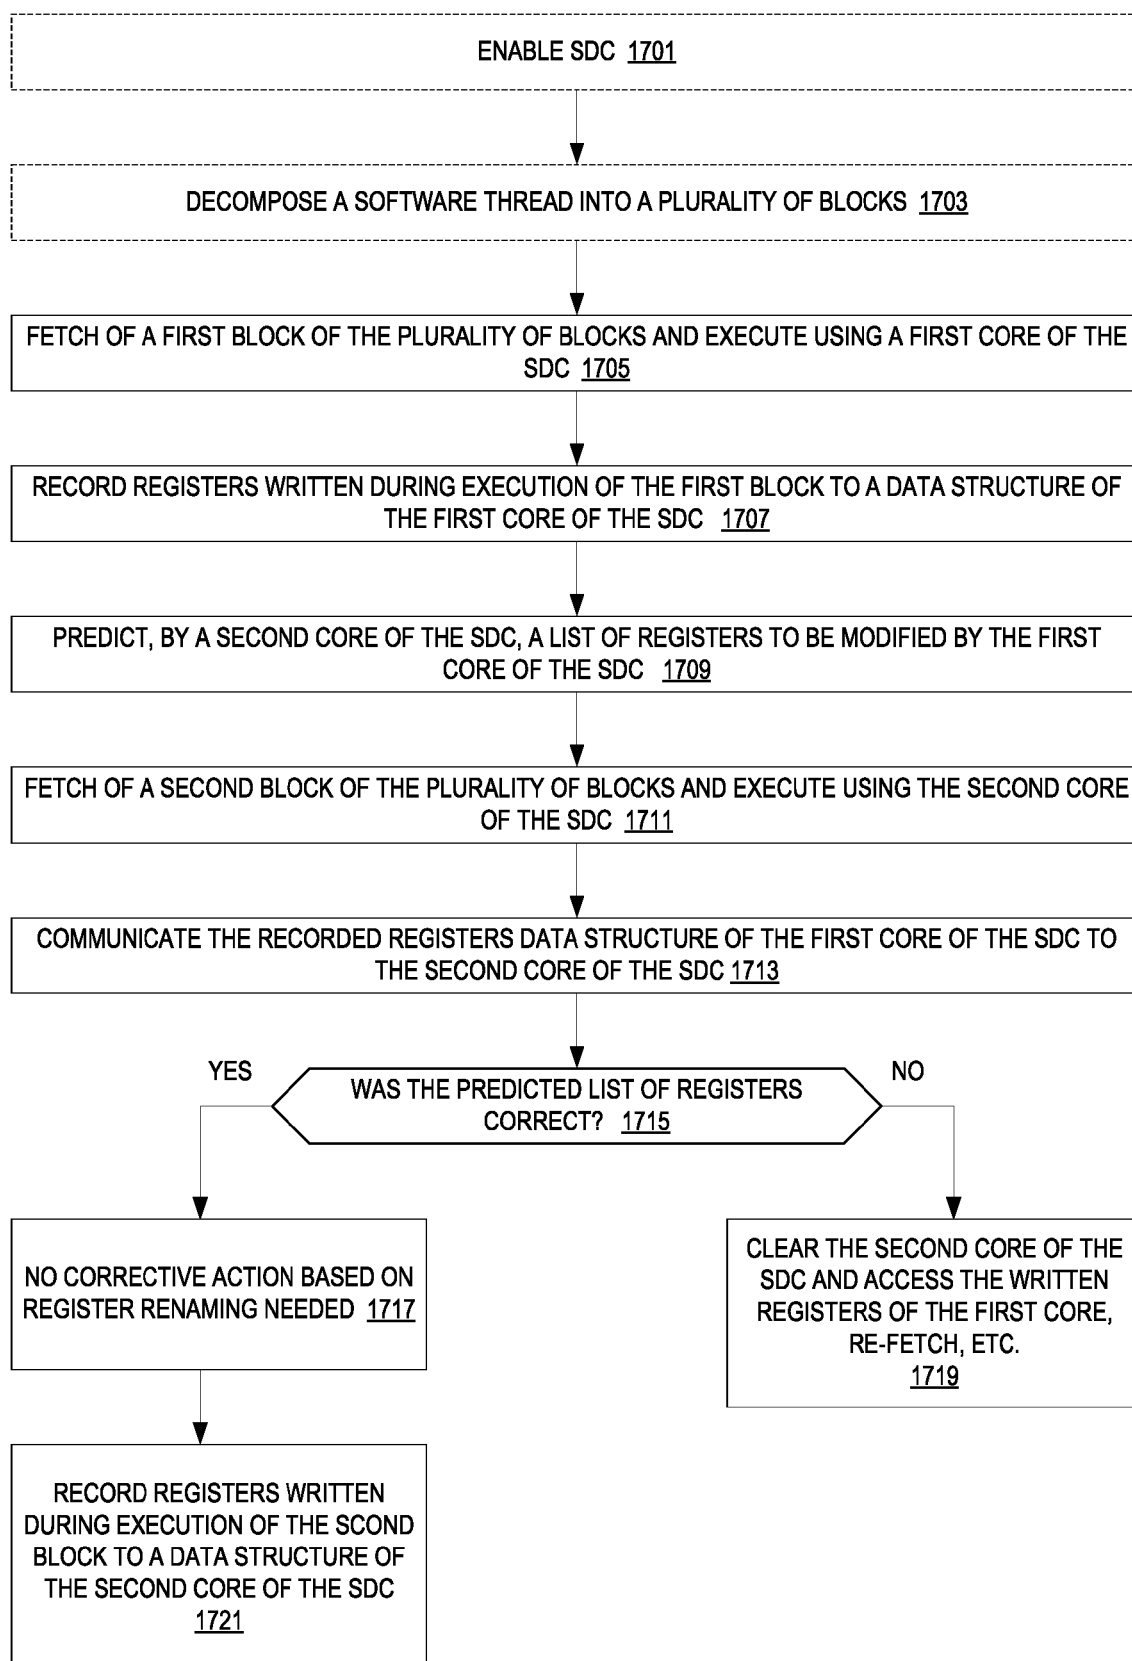 ENABLE SDC 1701
DECOMPOSE A SOFTWARE THREAD INTO A PLURALITY OF BLOCKS 1703
FETCH OF A FIRST BLOCK OF THE PLURALITY OF BLOCKS AND EXECUTE USING A FIRST CORE OF THE
SDC 1705
RECORD REGISTERS WRITTEN DURING EXECUTION OF THE FIRST BLOCK TO A DATA STRUCTURE OF
THE FIRST CORE OF THE SDC 1707
PREDICT, BY A SECOND CORE OF THE SDC, A LIST OF REGISTERS TO BE MODIFIED BY THE FIRST
CORE OF THE SDC 1709
FETCH OF A SECOND BLOCK OF THE PLURALITY OF BLOCKS AND EXECUTE USING THE SECOND CORE
OF THE SDC 1711
COMMUNICATE THE RECORDED REGISTERS DATA STRUCTURE OF THE FIRST CORE OF THE SDC TO
THE SECOND CORE OF THE SDC 1713
YES
NO
WAS THE PREDICTED LIST OF REGISTERS
CORRECT? 1715
NO CORRECTIVE ACTION BASED ON
REGISTER RENAMING NEEDED 1717
CLEAR THE SECOND CORE OF THE
SDC AND ACCESS THE WRITTEN
REGISTERS OF THE FIRST CORE,
RE-FETCH, ETC.
1719
RECORD REGISTERS WRITTEN
DURING EXECUTION OF THE SCOND
BLOCK TO A DATA STRUCTURE OF
THE SECOND CORE OF THE SDC
1721